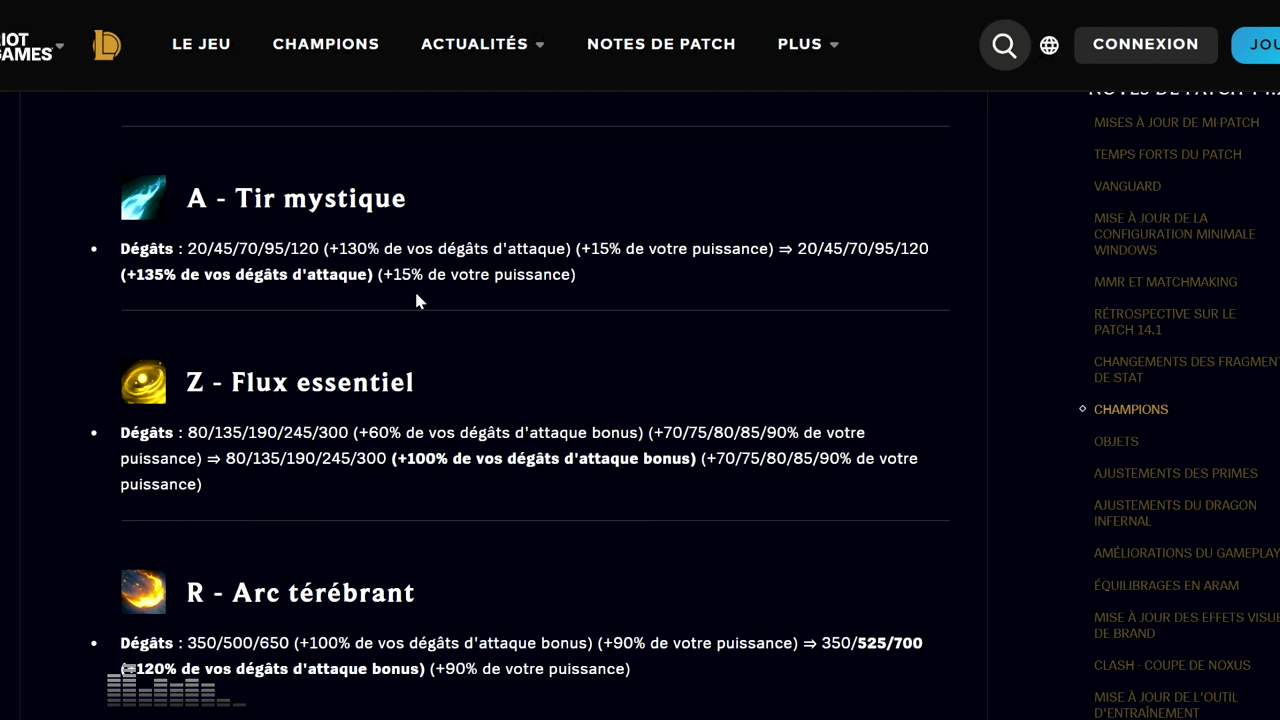 RIOT
GAMES
LE JEU
CHAMPIONS
ACTUALITÉS
NOTES DE PATCH
PLUS
CONNEXION
A - Tir mystique
Dégâts : 20/45/70/95/120 (+130% de vos dégâts d'attaque) (+15% de votre puissance) ⇒ 20/45/70/95/120
(+135% de vos dégâts d'attaque) (+15% de votre puissance)
Z - Flux essentiel
Dégâts : 80/135/190/245/300 (+60% de vos dégâts d'attaque bonus) (+70/75/80/85/90% de votre
puissance) ⇒ 80/135/190/245/300 (+100% de vos dégâts d'attaque bonus) (+70/75/80/85/90% de votre
puissance)
R - Arc térébrant
Dégâts : 350/500/650 (+100% de vos dégâts d'attaque bonus) (+90% de votre puissance) ⇒ 350/525/700
(+120% de vos dégâts d'attaque bonus) (+90% de votre puissance)
NOTES DE PATCH
MISES À JOUR DE MI-PATCH
TEMPS FORTS DU PATCH
VANGUARD
MISE À JOUR DE LA
CONFIGURATION MINIMALE
WINDOWS
MMR ET MATCHMAKING
RÉTROSPECTIVE SUR LE
PATCH 14.1
CHANGEMENTS DES FRAGMENT
DE STAT
CHAMPIONS
OBJETS
AJUSTEMENTS DES PRIMES
AJUSTEMENTS DU DRAGON
INFERNAL
AMÉLIORATIONS DU GAMEPLAY
ÉQUILIBRAGES EN ARAM
MISE À JOUR DES EFFETS VISUE
DE BRAND
CLASH - COUPE DE NOXUS
MISE À JOUR DE L'OUTIL
D'ENTRAÎNEMENT